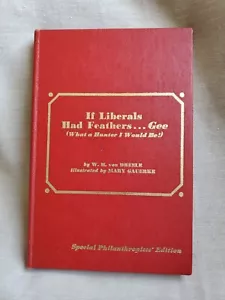 If Liberals
Had Feathers... Gee
(What a Hunter I Would Be!)
by W. H. von DREELE
Illustrated by MARY GAUERKE
Special Philanthropists' Edition